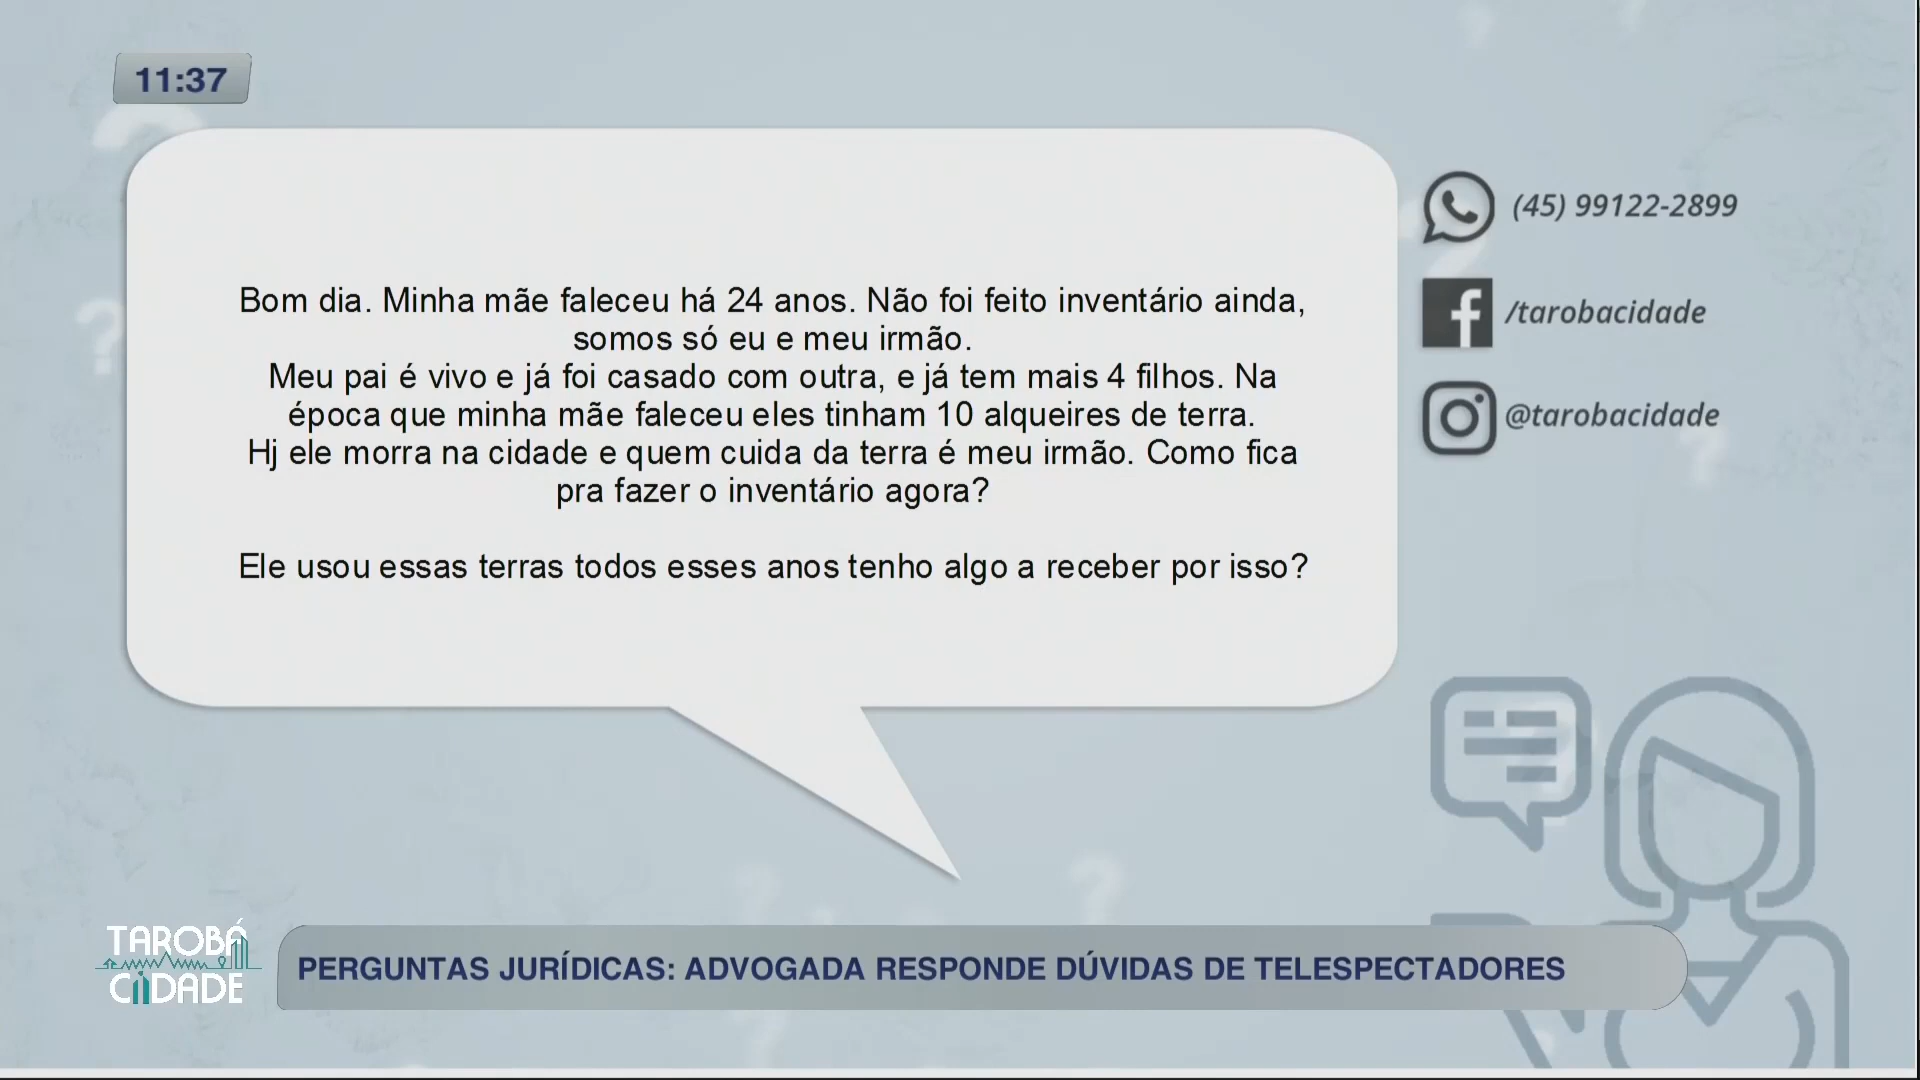 11:37
Bom dia. Minha mãe faleceu há 24 anos. Não foi feito inventário ainda,
somos só eu e meu irmão.
Meu pai é vivo e já foi casado com outra, e já tem mais 4 filhos. Na
época que minha mãe faleceu eles tinham 10 alqueires de terra.
Hj ele morra na cidade e quem cuida da terra é meu irmão. Como fica
pra fazer o inventário agora?
Ele usou essas terras todos esses anos tenho algo a receber por isso?
(45) 99122-2899
/tarobacidade
@tarobacidade
TAROBÁ
CIDADE
PERGUNTAS JURÍDICAS: ADVOGADA RESPONDE DÚVIDAS DE TELESPECTADORES